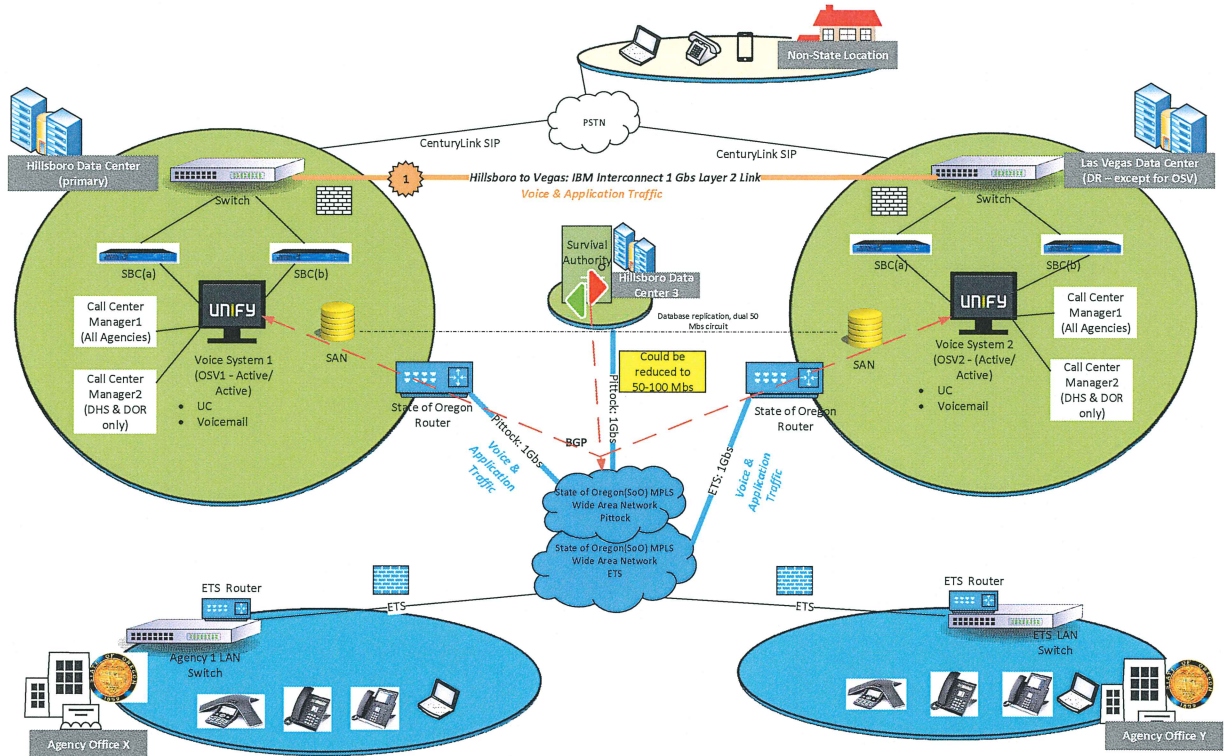 Non-State Location
PSTN
CenturyLink SIP
CenturyLink SIP
Hillsboro Data Center
(primary)
Las Vegas Data Center
(DR – except for OSV)
1
Hillsboro to Vegas: IBM Interconnect 1 Gbs Layer 2 Link
Voice & Application Traffic
Switch
Switch
SBC(a)
SBC(b)
SBC(a)
SBC(b)
Survival
Authority
Hillsboro Data
Center 3
UNIFY
UNIFY
Call Center
Manager1
(All Agencies)
Call Center
Manager2
(DHS & DOR
only)
Voice System 1
(OSV1 - Active/
Active)
• UC
• Voicemail
SAN
Database replication, dual 50
Mbs circuit
SAN
Voice System 2
(OSV2 - (Active/
Active)
• UC
• Voicemail
Call Center
Manager1
(All Agencies)
Call Center
Manager2
(DHS & DOR
only)
Could be
reduced to
50-100 Mbs
State of Oregon
Router
State of Oregon
Router
Pittock: 1Gbs
Voice &
Application
Traffic
BGP
Pittock: 1Gbs
ETS: 1Gbs
Voice &
Application
Traffic
State of Oregon(SoO) MPLS
Wide Area Network
Pittock
State of Oregon(SoO) MPLS
Wide Area Network
ETS
ETS Router
ETS
ETS
ETS Router
Agency 1 LAN
Switch
ETS LAN
Switch
STATE OF OREGON
1859
STATE OF OREGON
1859
Agency Office X
Agency Office Y